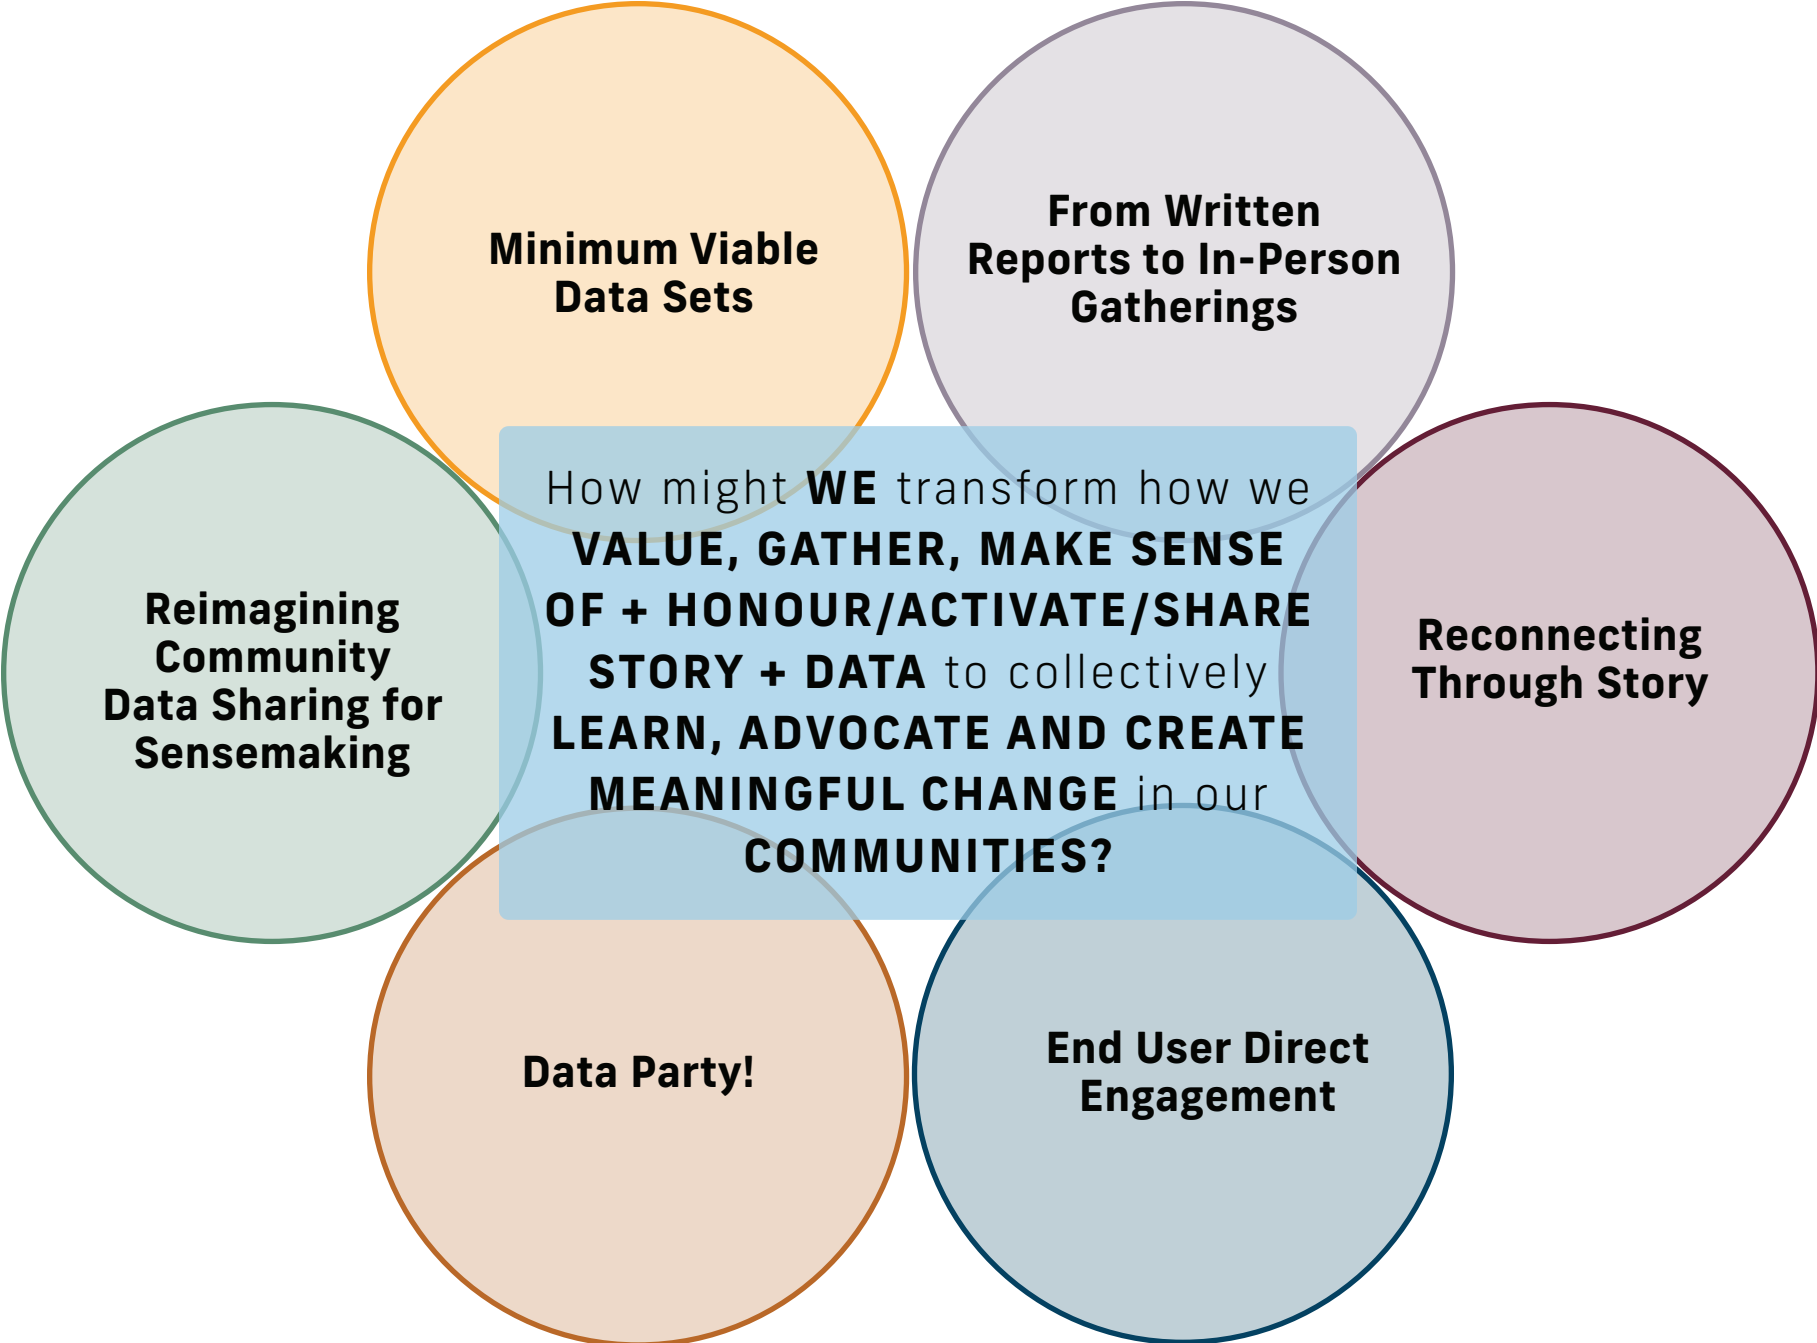 Minimum Viable
Data Sets
From Written
Reports to In-Person
Gatherings
Reimagining
Community
Data Sharing for
Sensemaking
How might WE transform how we
VALUE, GATHER, MAKE SENSE
OF + HONOUR/ACTIVATE/SHARE
STORY + DATA to collectively
LEARN, ADVOCATE AND CREATE
MEANINGFUL CHANGE in our
COMMUNITIES?
Reconnecting
Through Story
Data Party!
End User Direct
Engagement